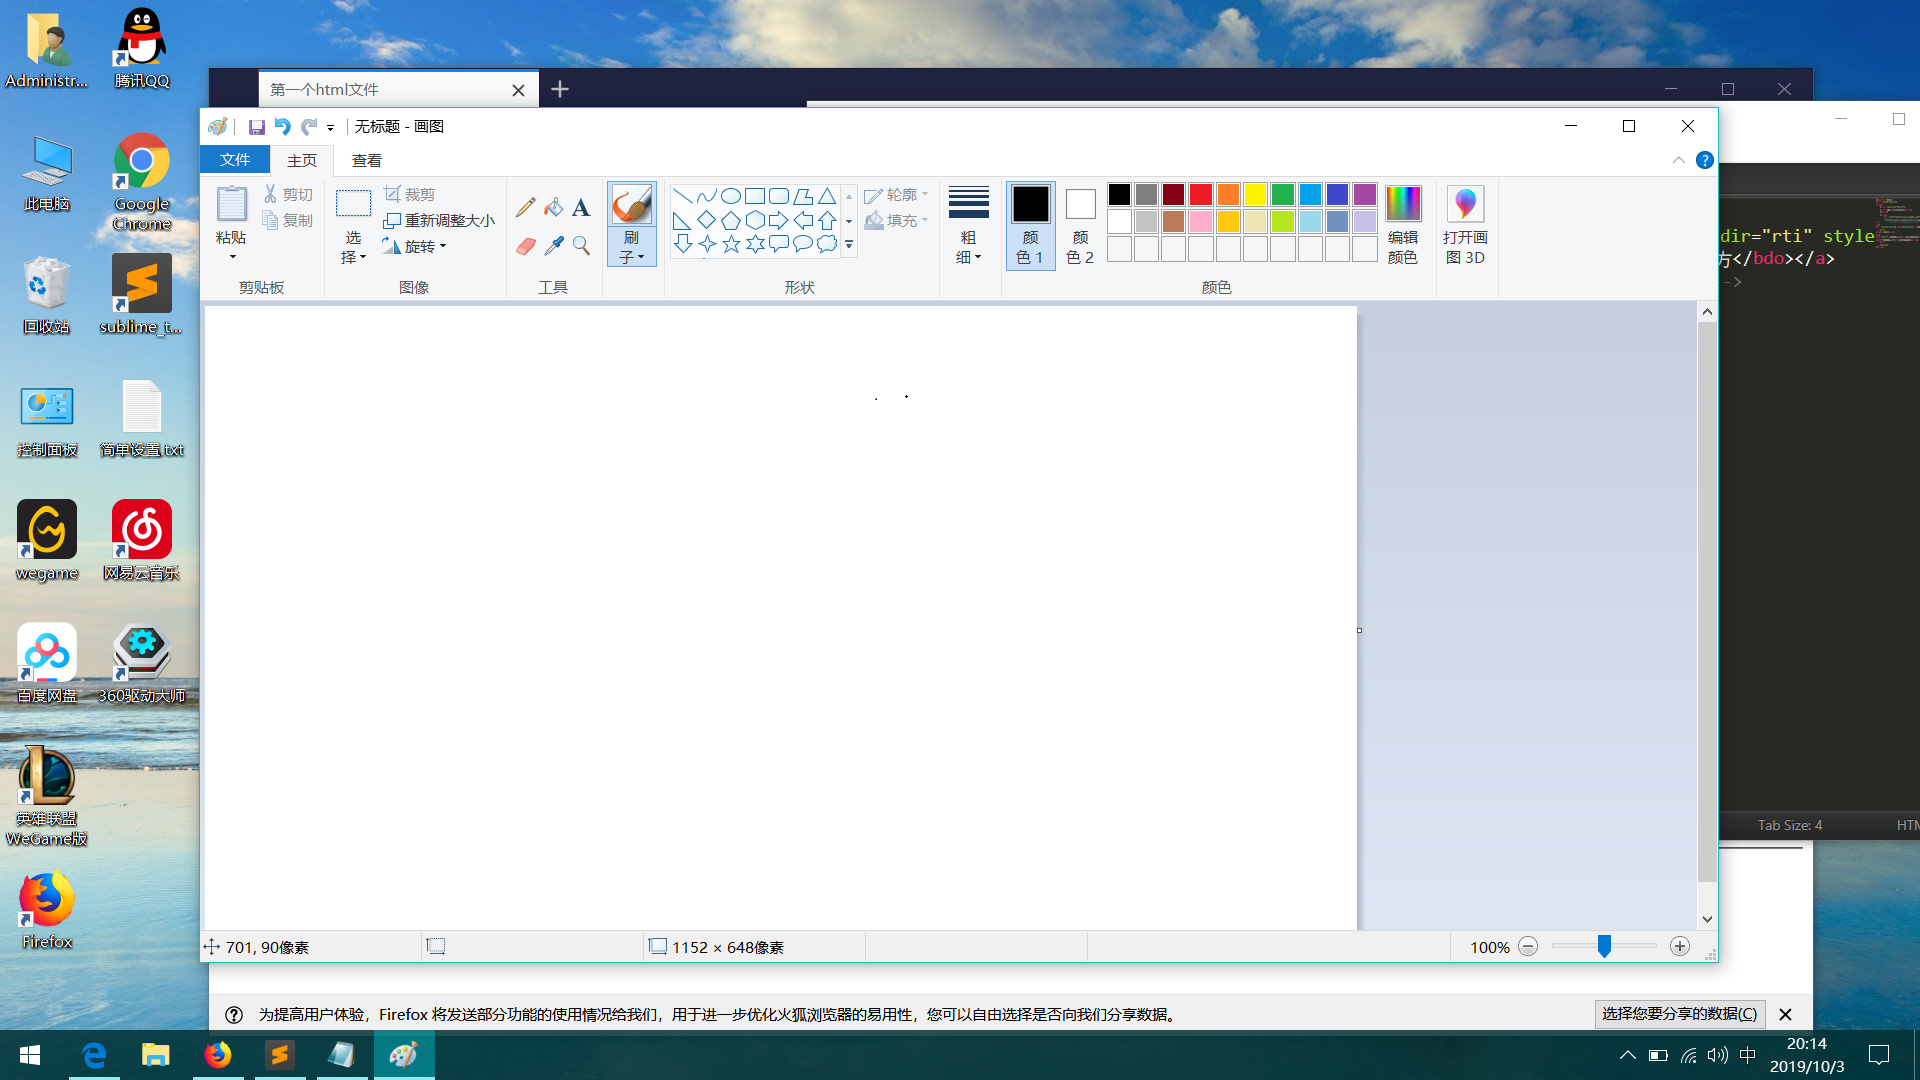 Administr...
腾讯QQ
此电脑
Google Chrome
回收站
sublime_t...
控制面板
简单设置.txt
wegame
网易云音乐
百度网盘
360驱动大师
英雄联盟
WeGame版
Firefox
第一个html文件
无标题 - 画图
文件
主页
查看
粘贴
剪切
复制
剪贴板
选择
裁剪
重新调整大小
旋转
图像
A
工具
刷子
轮廓
填充
形状
粗细
颜色 1
颜色 2
编辑颜色
颜色
打开画图 3D
dir="rti" style
方</bdo></a>
->
Tab Size: 4
HTM
701, 90像素
1152 × 648像素
100%
为提高用户体验，Firefox 将发送部分功能的使用情况给我们，用于进一步优化火狐浏览器的易用性，您可以自由选择是否向我们分享数据。
选择您要分享的数据(C)
中
20:14
2019/10/3